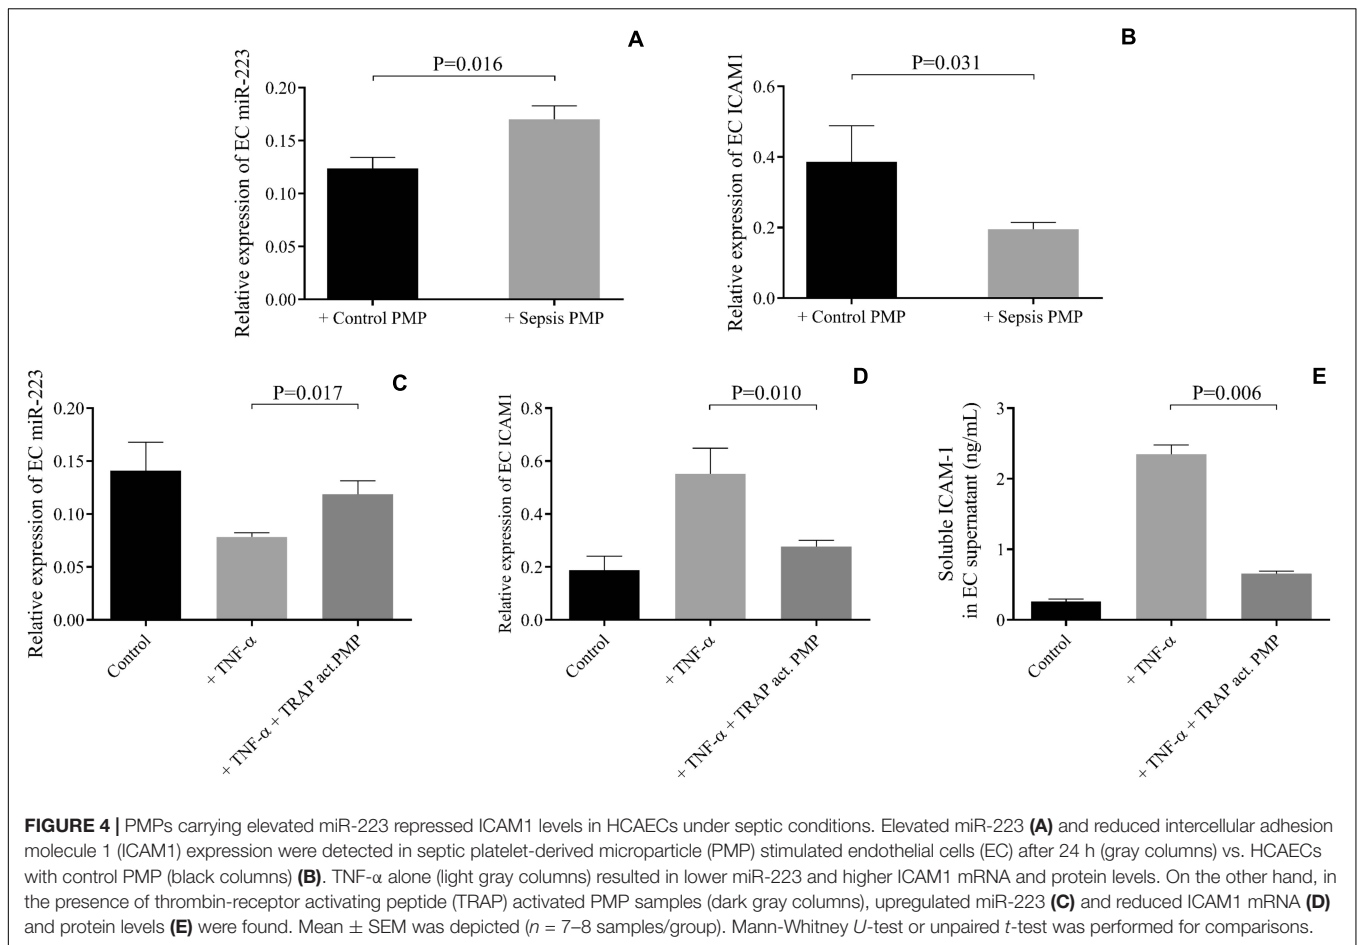 A
P=0.016
Relative expression of EC miR-223
0.20
0.15
0.10
0.05
0.00
+ Control PMP
+ Sepsis PMP
B
P=0.031
Relative expression of EC ICAM1
0.6
0.4
0.2
0.0
+ Control PMP
+ Sepsis PMP
C
P=0.017
Relative expression of EC miR-223
0.20
0.15
0.10
0.05
0.00
Control
+ TNF-α
+ TNF-α + TRAP act.PMP
D
P=0.010
Relative expression of EC ICAM1
0.8
0.6
0.4
0.2
0.0
Control
+ TNF-α
+ TNF-α + TRAP act. PMP
E
P=0.006
Soluble ICAM-1
in EC supernatant (ng/mL)
3
2
1
0
Control
+ TNF-α
+ TNF-α + TRAP act. PMP
FIGURE 4 | PMPs carrying elevated miR-223 repressed ICAM1 levels in HCAECs under septic conditions. Elevated miR-223 (A) and reduced intercellular adhesion
molecule 1 (ICAM1) expression were detected in septic platelet-derived microparticle (PMP) stimulated endothelial cells (EC) after 24 h (gray columns) vs. HCAECs
with control PMP (black columns) (B). TNF-α alone (light gray columns) resulted in lower miR-223 and higher ICAM1 mRNA and protein levels. On the other hand, in
the presence of thrombin-receptor activating peptide (TRAP) activated PMP samples (dark gray columns), upregulated miR-223 (C) and reduced ICAM1 mRNA (D)
and protein levels (E) were found. Mean ± SEM was depicted (n = 7–8 samples/group). Mann-Whitney U-test or unpaired t-test was performed for comparisons.